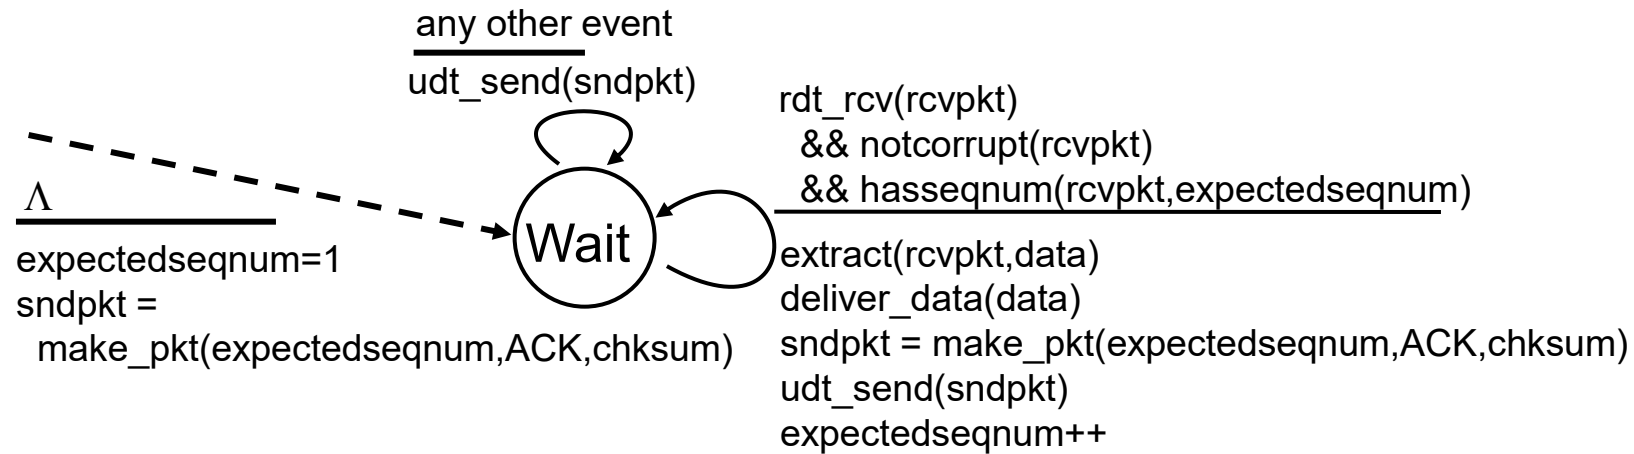 any other event
udt_send(sndpkt)
rdt_rcv(rcvpkt)
&& notcorrupt(rcvpkt)
&& hasseqnum(rcvpkt,expectedseqnum)
Λ
Wait
expectedseqnum=1
sndpkt =
make_pkt(expectedseqnum,ACK,chksum)
extract(rcvpkt,data)
deliver_data(data)
sndpkt = make_pkt(expectedseqnum,ACK,chksum)
udt_send(sndpkt)
expectedseqnum++